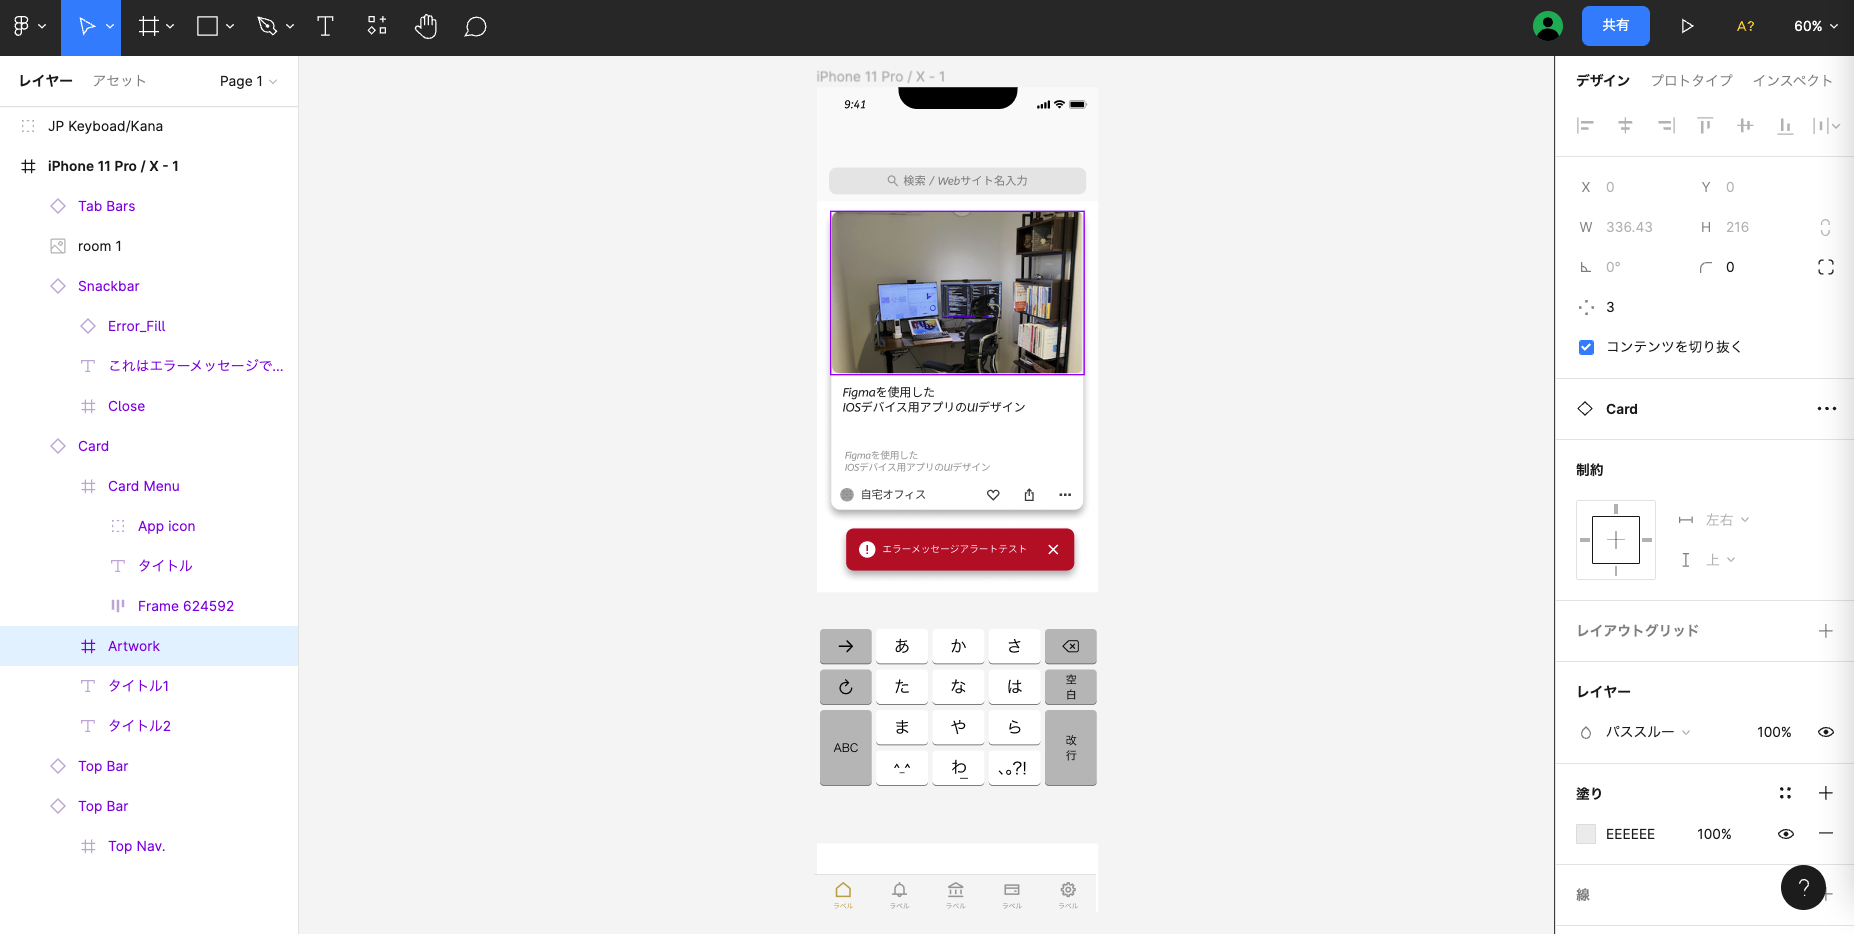 A?
60%
レイヤー
アセット
Page 1
JP Keyboad/Kana
iPhone 11 Pro / X - 1
Tab Bars
room 1
Snackbar
Error_Fill
これはエラーメッセージで...
Close
Card
Card Menu
App icon
タイトル
Frame 624592
Artwork
タイトル1
タイトル2
Top Bar
Top Bar
Top Nav.
iPhone 11 Pro / X - 1
9:41
検索 / Webサイト名入力
Figmaを使用した
IOSデバイス用アプリのUIデザイン
Figmaを使用した
IOSデバイス用アプリのUIデザイン
自宅オフィス
エラーメッセージアラートテスト
→ あ か さ
た な は 空白
ABC ま や ら 改行
^_^ わ_ 、。?!
ラベル ラベル ラベル ラベル ラベル
共有
デザイン プロトタイプ インスペクト
X 0 Y 0
W 336.43 H 216
0° 0
3
コンテンツを切り抜く
Card
制約
左右
上
レイアウトグリッド
レイヤー
パススルー 100%
塗り
EEEEEE 100%
線
?